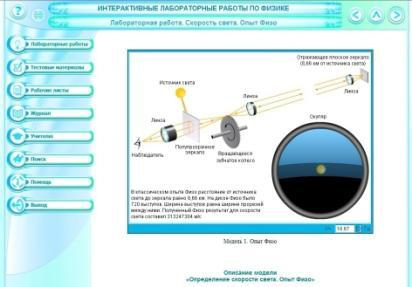 ИНТЕРАКТИВНЫЕ ЛАБОРАТОРНЫЕ РАБОТЫ ПО ФИЗИКЕ
Лабораторная работа. Скорость света. Опыт Физо
Лабораторные работы
Тестовые материалы
Рабочие листы
Журнал
Учителю
Поиск
Помощь
Выход
Отражающее плоское зеркало
(8,66 км от источника света)
Источник света
Линза
Линза
Линза
Окуляр
Наблюдатель
Полупрозрачное
зеркало
Вращающееся
зубчатое колесо
В классическом опыте Физо расстояние от источника
света до зеркала равно 8,66 км. На диске Физо было
720 выступов. Ширина выступов равна ширине прорезей
между ними. Полученный Физо результат для скорости
света составил 313247304 м/с.
Модель 1. Опыт Физо
Описание модели
«Определение скорости света. Опыт Физо»